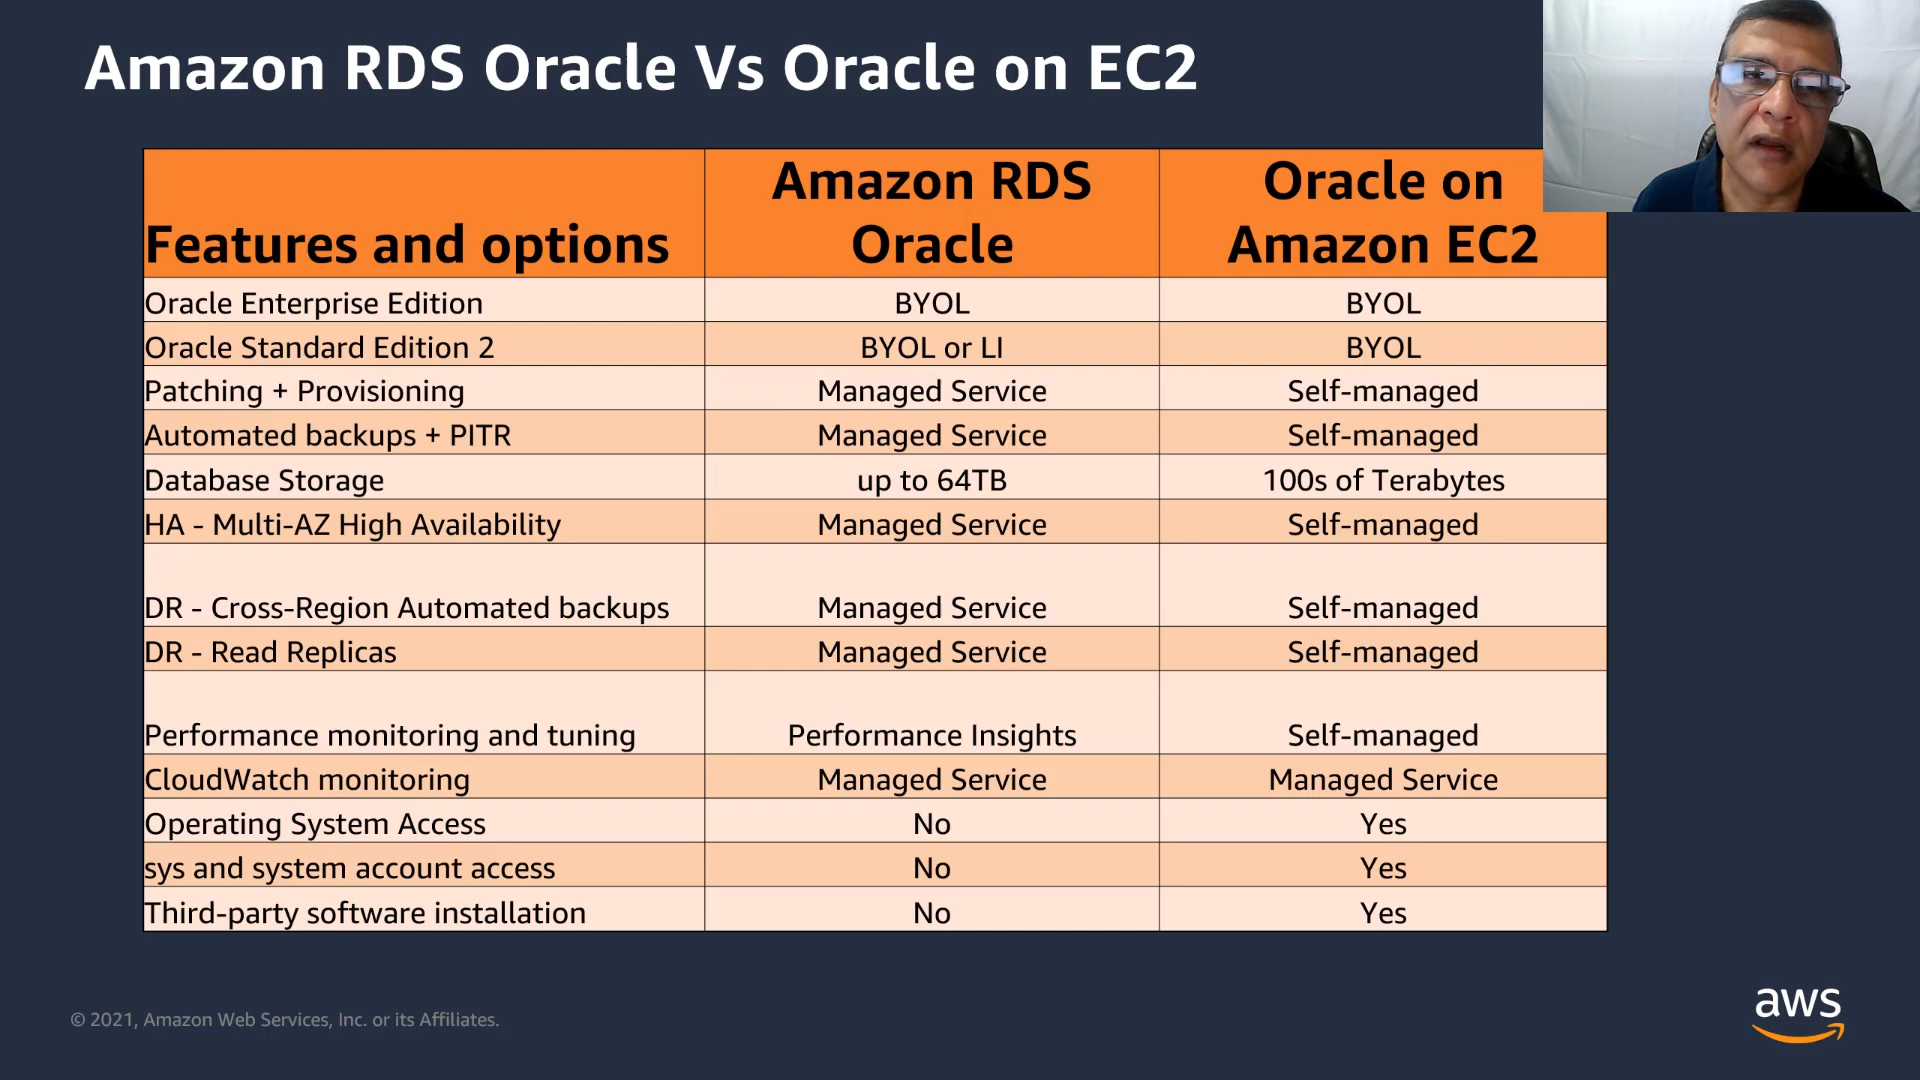 Amazon RDS Oracle Vs Oracle on EC2
Features and options
Amazon RDS
Oracle
Oracle on
Amazon EC2
Oracle Enterprise Edition BYOL BYOL
Oracle Standard Edition 2 BYOL or LI BYOL
Patching + Provisioning Managed Service Self-managed
Automated backups + PITR Managed Service Self-managed
Database Storage up to 64TB 100s of Terabytes
HA - Multi-AZ High Availability Managed Service Self-managed
DR - Cross-Region Automated backups Managed Service Self-managed
DR - Read Replicas Managed Service Self-managed
Performance monitoring and tuning Performance Insights Self-managed
CloudWatch monitoring Managed Service Managed Service
Operating System Access No Yes
sys and system account access No Yes
Third-party software installation No Yes
© 2021, Amazon Web Services, Inc. or its Affiliates.
aws